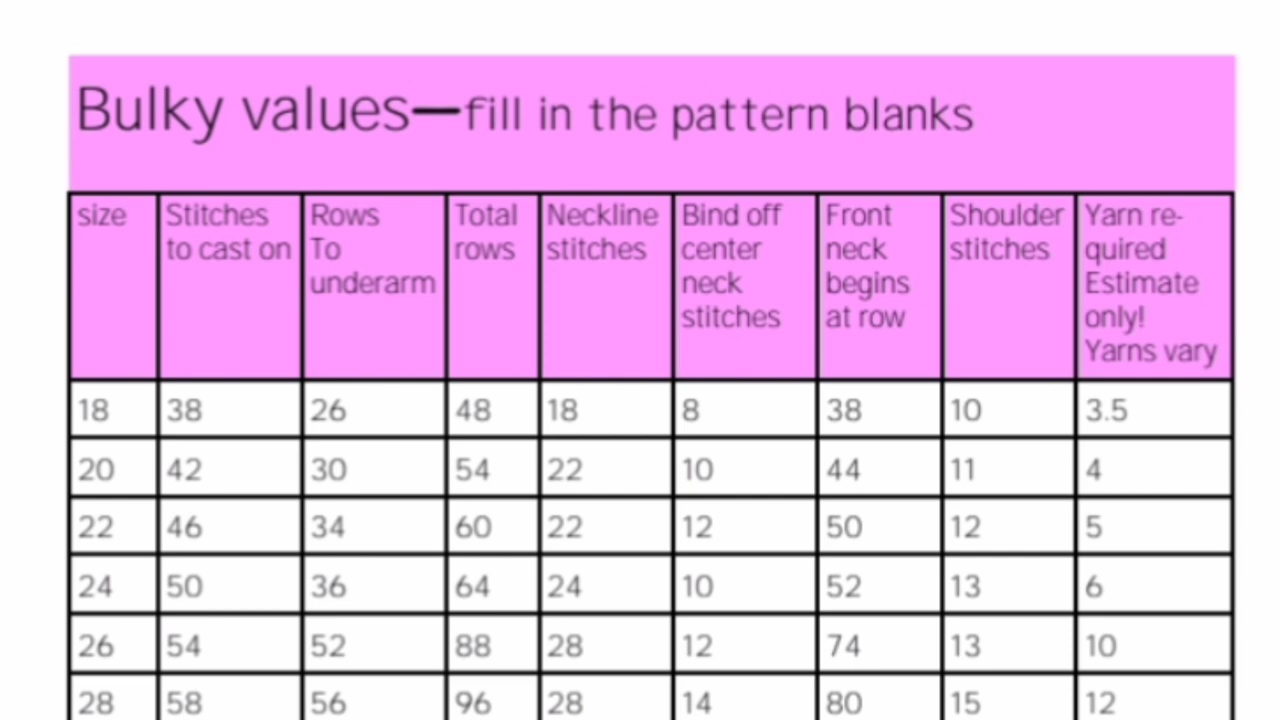 Bulky values—fill in the pattern blanks
size Stitches to cast on Rows To underarm Total rows Neckline stitches Bind off center neck stitches Front neck begins at row Shoulder stitches Yarn re-quired Estimate only! Yarns vary
18 38 26 48 18 8 38 10 3.5
20 42 30 54 22 10 44 11 4
22 46 34 60 22 12 50 12 5
24 50 36 64 24 10 52 13 6
26 54 52 88 28 12 74 13 10
28 58 56 96 28 14 80 15 12